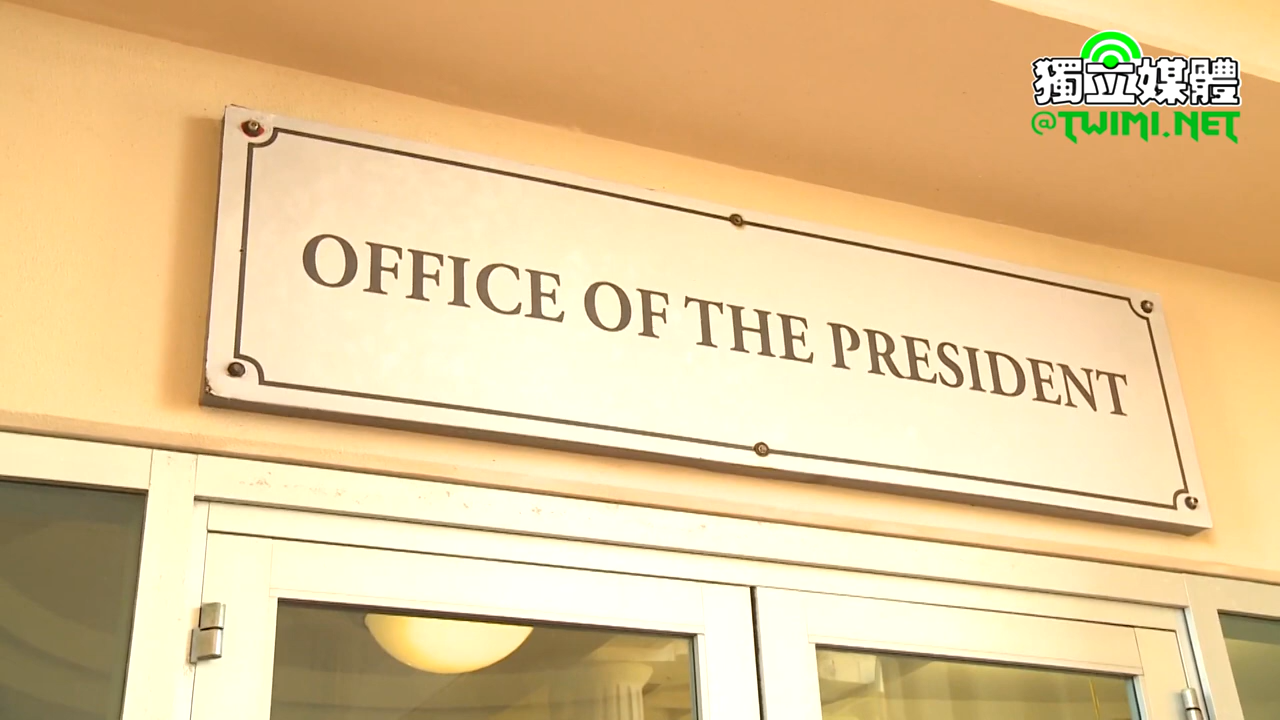 獨立媒體
@TWIMI.NET
OFFICE OF THE PRESIDENT